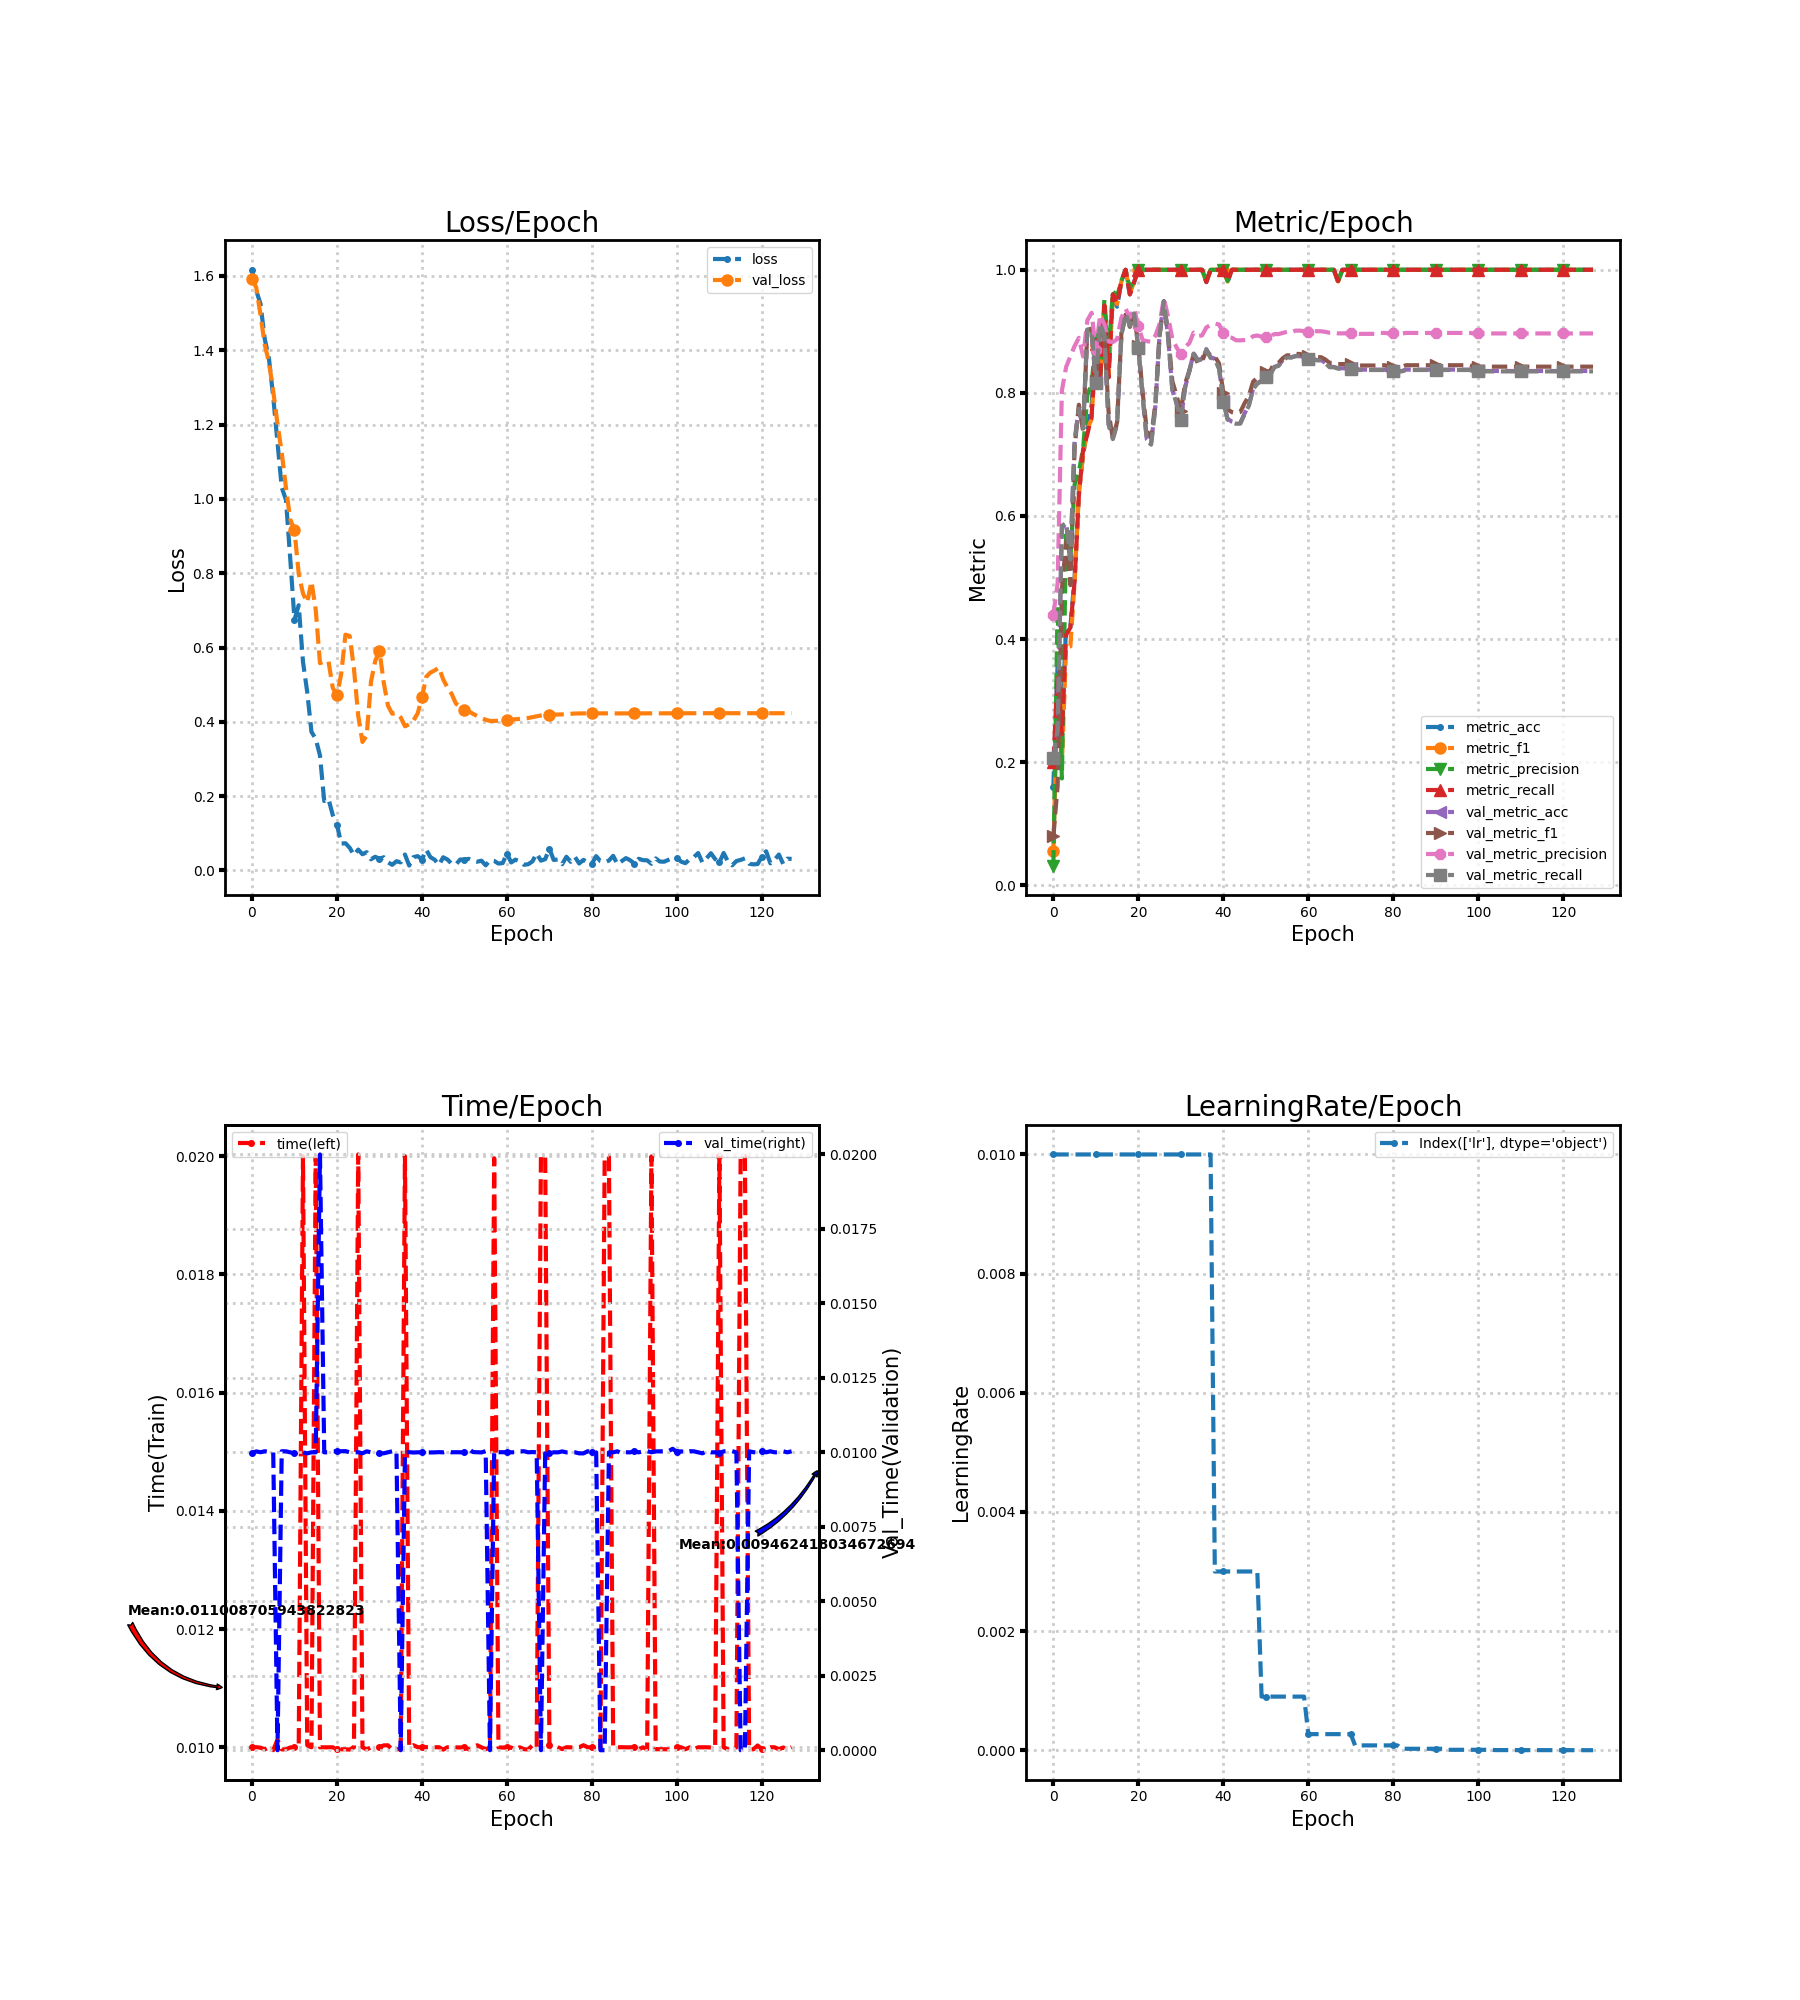 Loss/Epoch
1.6
1.4
1.2
1.0
0.8
0.6
0.4
0.2
0.0
Loss
loss
val_loss
0 20 40 60 80 100 120
Epoch
Metric/Epoch
1.0
0.8
0.6
0.4
0.2
0.0
Metric
metric_acc
metric_f1
metric_precision
metric_recall
val_metric_acc
val_metric_f1
val_metric_precision
val_metric_recall
0 20 40 60 80 100 120
Epoch
Time/Epoch
time(left)
val_time(right)
0.020
0.018
0.016
0.014
0.012
0.010
Time(Train)
0.0200
0.0175
0.0150
0.0125
0.0100
0.0075
0.0050
0.0025
0.0000
Val_Time(Validation)
Mean:0.00946241803467269​4
Mean:0.011008705943822823
0 20 40 60 80 100 120
Epoch
LearningRate/Epoch
Index(['lr'], dtype='object')
0.010
0.008
0.006
0.004
0.002
0.000
LearningRate
0 20 40 60 80 100 120
Epoch